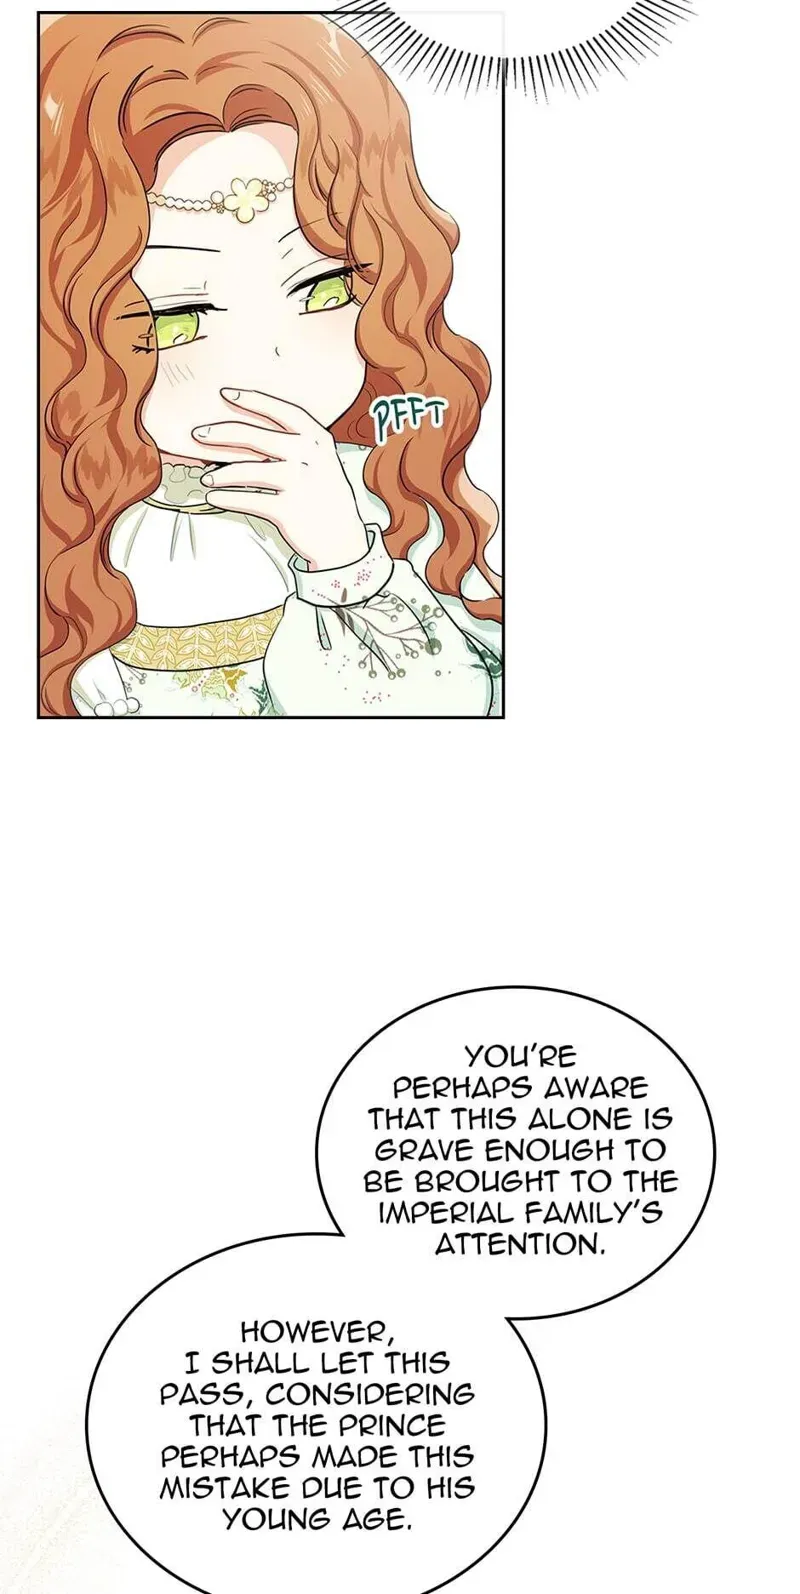 PFFT
YOU'RE
PERHAPS AWARE
THAT THIS ALONE IS
GRAVE ENOUGH TO
BE BROUGHT TO THE
IMPERIAL FAMILY'S
ATTENTION.
HOWEVER,
I SHALL LET THIS
PASS, CONSIDERING
THAT THE PRINCE
PERHAPS MADE THIS
MISTAKE DUE TO HIS
YOUNG AGE.